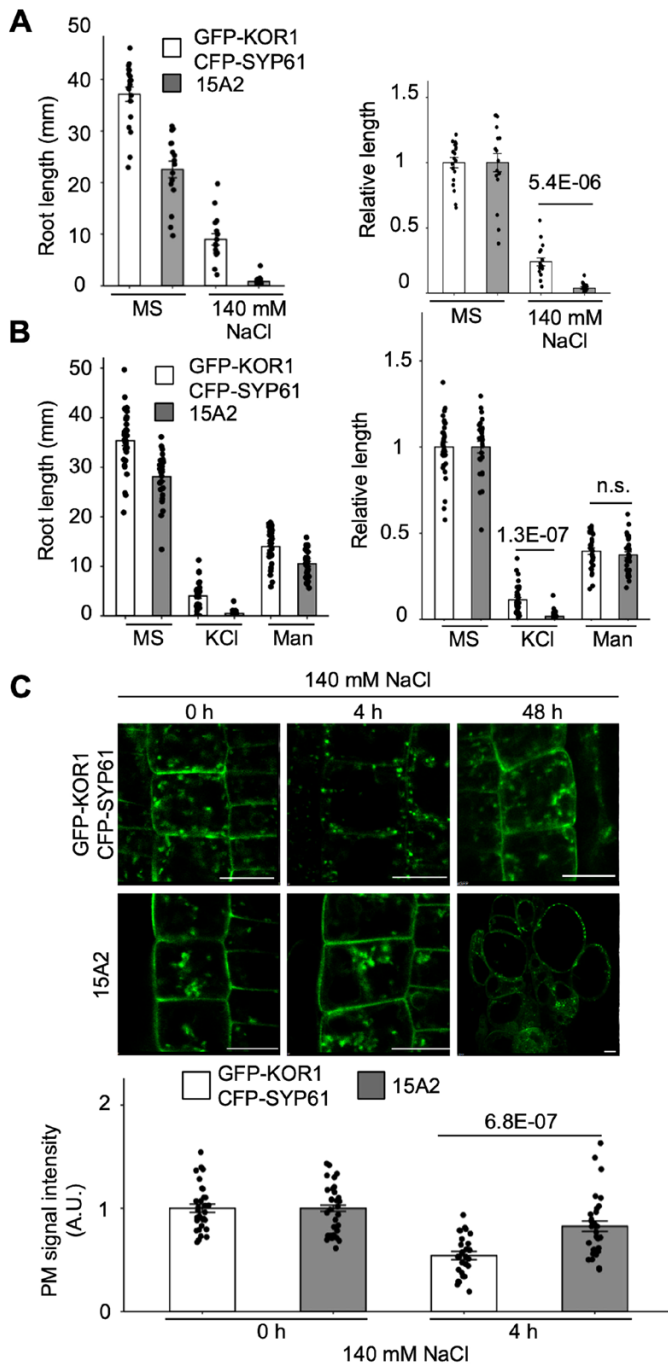 A
Root length (mm)
50
40
30
20
10
0
GFP-KOR1
CFP-SYP61
15A2
MS
140 mM
NaCl
Relative length
1.5
1
0.5
0
5.4E-06
MS
140 mM
NaCl
B
Root length (mm)
50
40
30
20
10
0
GFP-KOR1
CFP-SYP61
15A2
MS
KCl
Man
Relative length
1.5
1
0.5
0
1.3E-07
n.s.
MS
KCl
Man
C
140 mM NaCl
0 h
4 h
48 h
GFP-KOR1
CFP-SYP61
15A2
GFP-KOR1
CFP-SYP61
15A2
PM signal intensity
(A.U.)
2
1
0
6.8E-07
0 h
4 h
140 mM NaCl